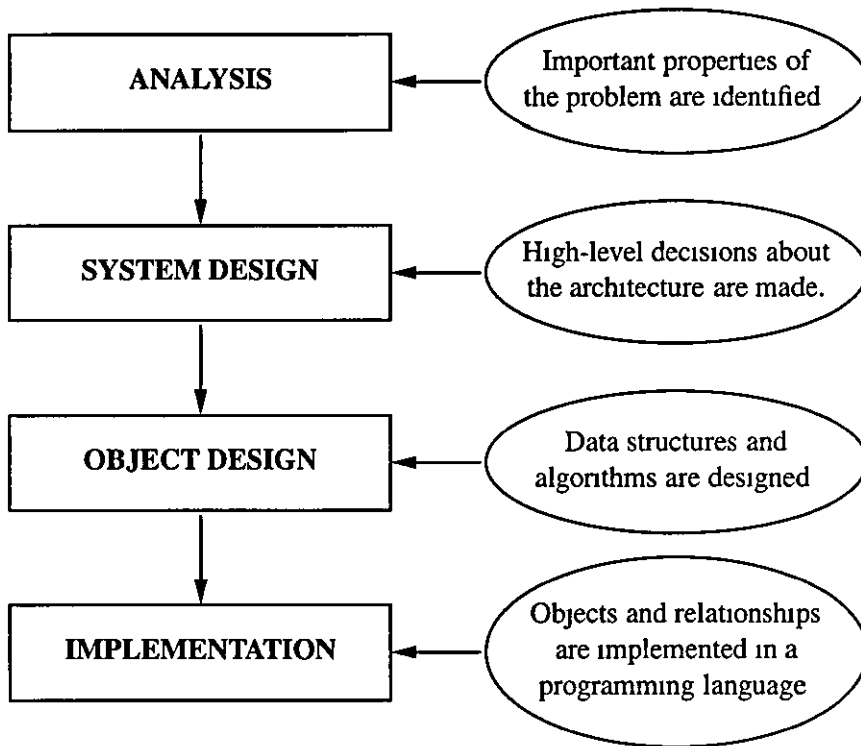 ANALYSIS
Important properties of
the problem are identified
SYSTEM DESIGN
High-level decisions about
the architecture are made.
OBJECT DESIGN
Data structures and
algorithms are designed
IMPLEMENTATION
Objects and relationships
are implemented in a
programming language